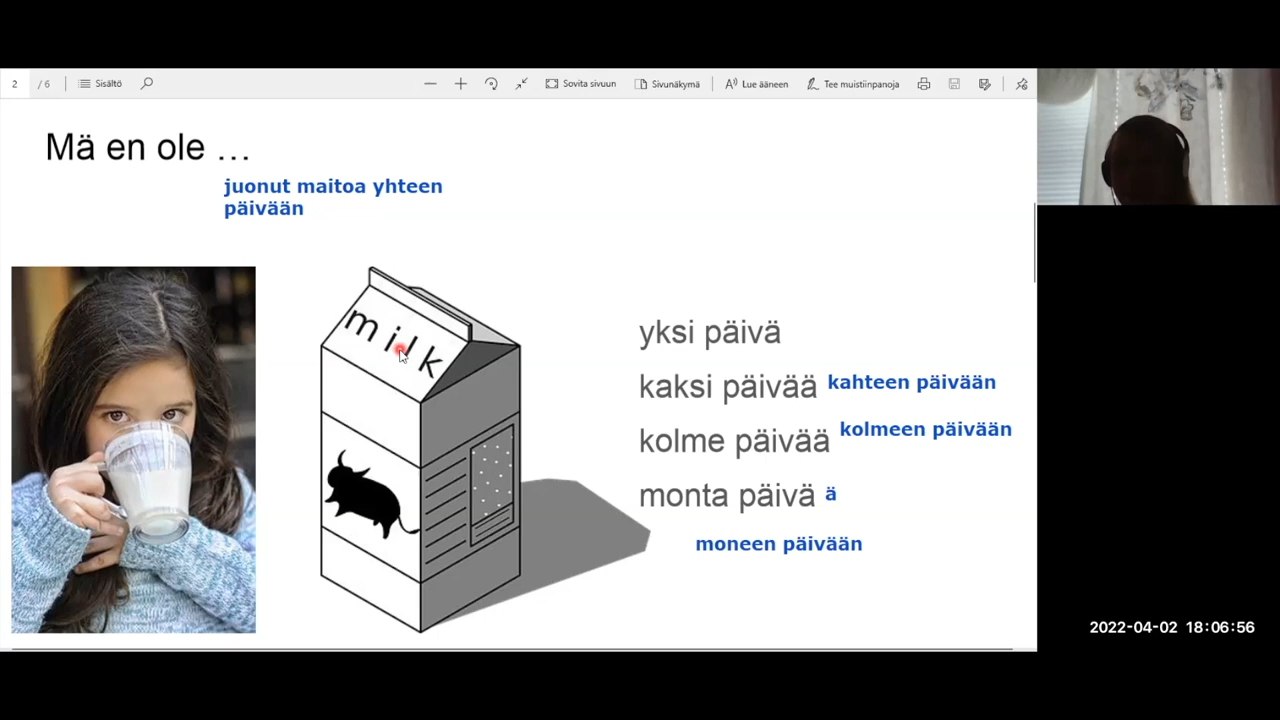 2 / 6 Sisältö Sovita sivuun Sivunäkymä Lue ääneen Tee muistiinpanoja
Mä en ole …
juonut maitoa yhteen
päivään
milk
yksi päivä
kaksi päivää kahteen päivään
kolme päivää kolmeen päivään
monta päivä ä
moneen päivään
2022-04-02 18:06:56